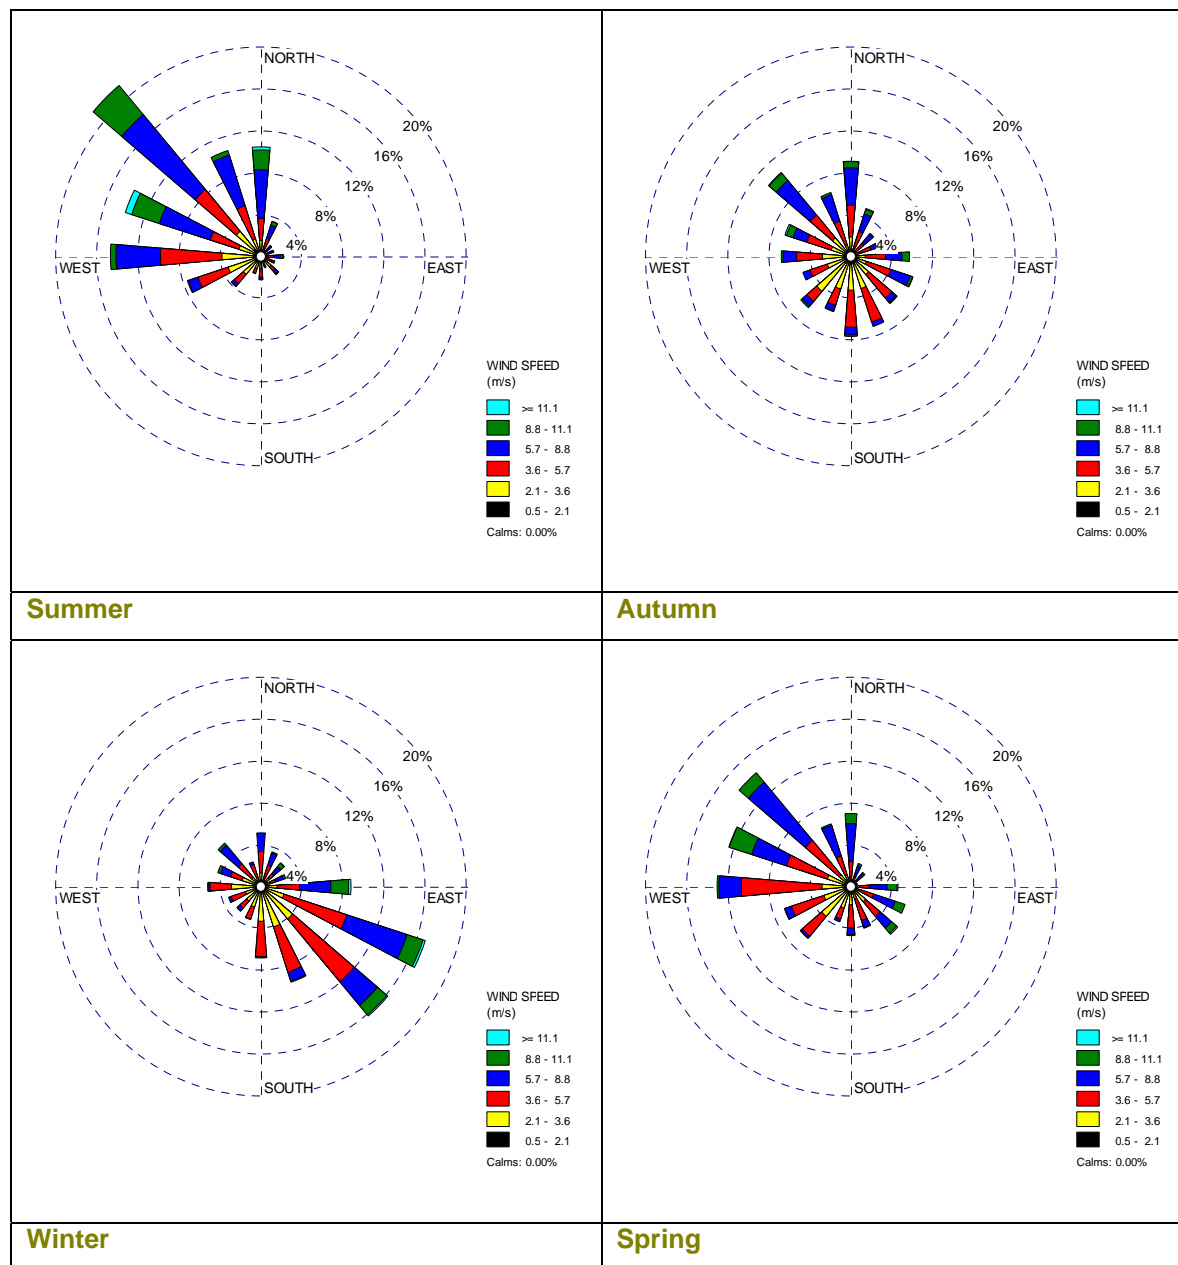 NORTH
20%
16%
12%
8%
4%
WEST
EAST
SOUTH
WIND SPEED
(m/s)
>= 11.1
8.8 - 11.1
5.7 - 8.8
3.6 - 5.7
2.1 - 3.6
0.5 - 2.1
Calms: 0.00%
Summer
NORTH
20%
16%
12%
8%
4%
WEST
EAST
SOUTH
WIND SPEED
(m/s)
>= 11.1
8.8 - 11.1
5.7 - 8.8
3.6 - 5.7
2.1 - 3.6
0.5 - 2.1
Calms: 0.00%
Autumn
NORTH
20%
16%
12%
8%
4%
WEST
EAST
SOUTH
WIND SPEED
(m/s)
>= 11.1
8.8 - 11.1
5.7 - 8.8
3.6 - 5.7
2.1 - 3.6
0.5 - 2.1
Calms: 0.00%
Winter
NORTH
20%
16%
12%
8%
4%
WEST
EAST
SOUTH
WIND SPEED
(m/s)
>= 11.1
8.8 - 11.1
5.7 - 8.8
3.6 - 5.7
2.1 - 3.6
0.5 - 2.1
Calms: 0.00%
Spring